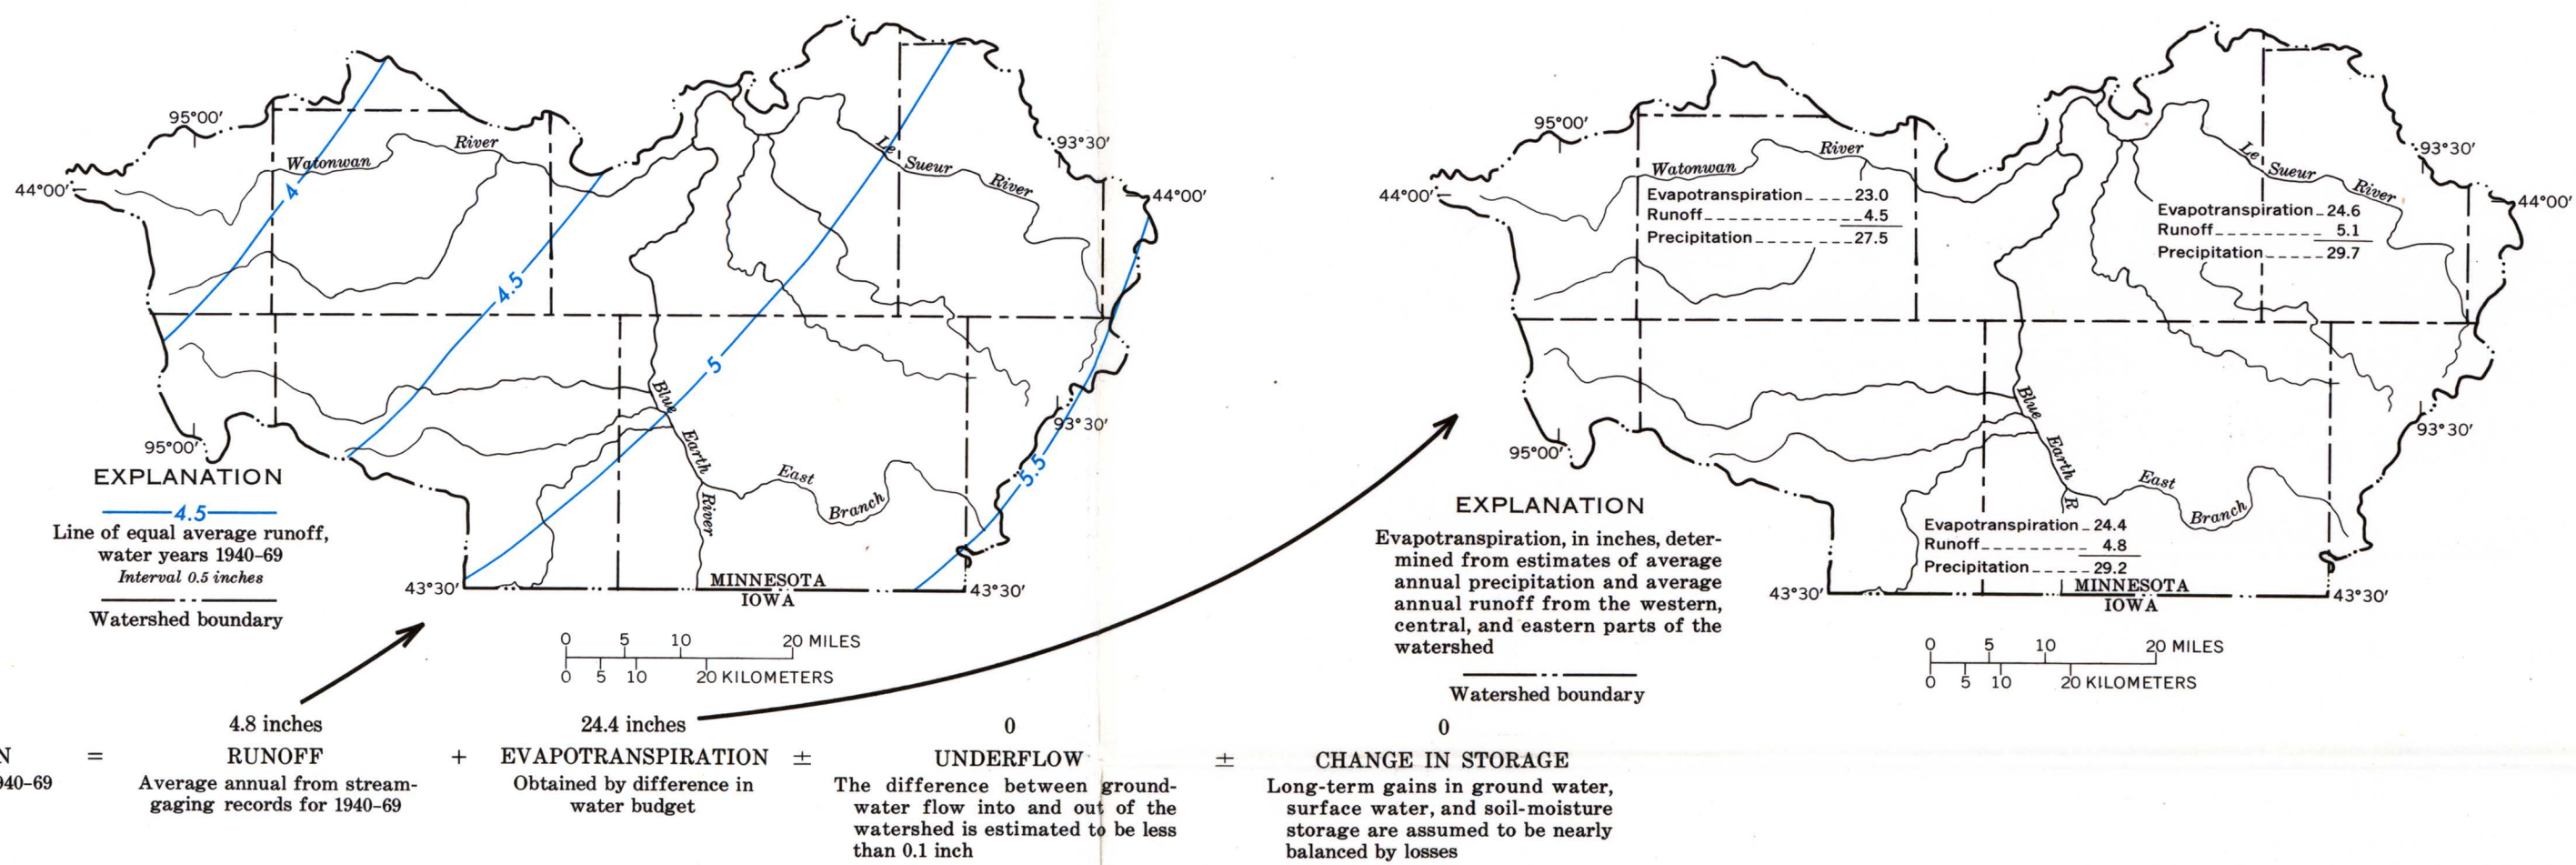 95°00′
93°30′
44°00′
44°00′
Watonwan
River
Le
Sueur
River
4
4.5
5
5.5
Blue
Earth
River
East
Branch
93°30′
95°00′
43°30′
43°30′
MINNESOTA
IOWA
EXPLANATION
4.5
Line of equal average runoff,
water years 1940–69
Interval 0.5 inches
Watershed boundary
0 5 10 20 MILES
0 5 10 20 KILOMETERS
95°00′
93°30′
44°00′
44°00′
Watonwan
River
Le
Sueur
River
Evapotranspiration 23.0
Runoff 4.5
Precipitation 27.5
Evapotranspiration 24.6
Runoff 5.1
Precipitation 29.7
Blue
Earth
R
East
Branch
Evapotranspiration 24.4
Runoff 4.8
Precipitation 29.2
93°30′
95°00′
43°30′
43°30′
MINNESOTA
IOWA
EXPLANATION
Evapotranspiration, in inches, deter-
mined from estimates of average
annual precipitation and average
annual runoff from the western,
central, and eastern parts of the
watershed
Watershed boundary
0 5 10 20 MILES
0 5 10 20 KILOMETERS
4.8 inches 24.4 inches 0 0
N = RUNOFF + EVAPOTRANSPIRATION ± UNDERFLOW ± CHANGE IN STORAGE
940–69
Average annual from stream-
gaging records for 1940–69
Obtained by difference in
water budget
The difference between ground-
water flow into and out of the
watershed is estimated to be less
than 0.1 inch
Long-term gains in ground water,
surface water, and soil-moisture
storage are assumed to be nearly
balanced by losses